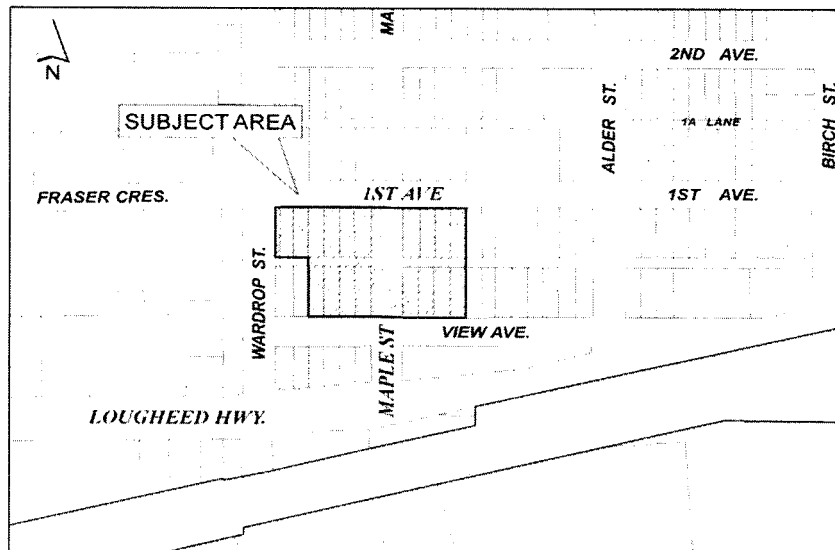 MA
2ND AVE.
N
ALDER ST.
BIRCH ST.
SUBJECT AREA
1A LANE
FRASER CRES.
1ST AVE
1ST AVE.
WARDROP ST.
VIEW AVE.
MAPLE ST
LOUGHEED HWY.